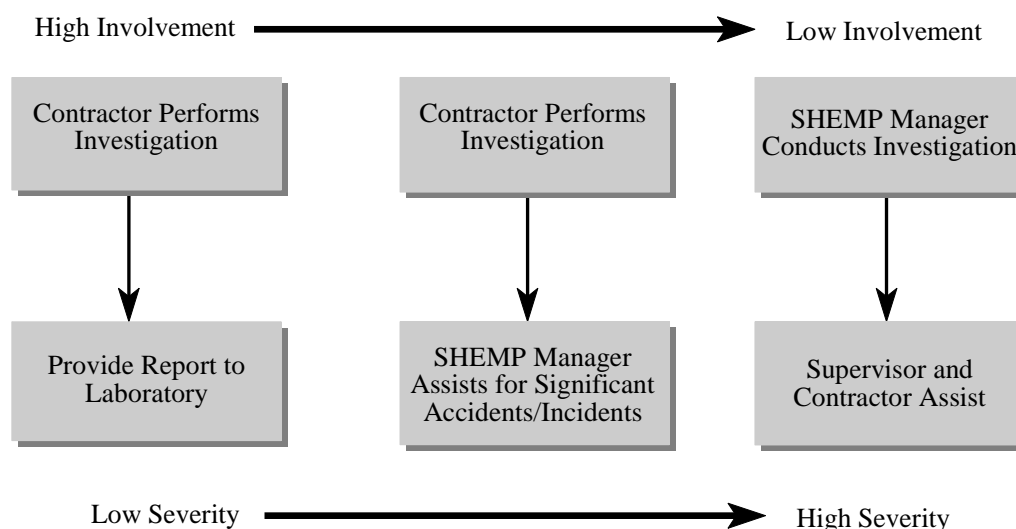 High Involvement
Low Involvement
Contractor Performs
Investigation
Contractor Performs
Investigation
SHEMP Manager
Conducts Investigation
Provide Report to
Laboratory
SHEMP Manager
Assists for Significant
Accidents/Incidents
Supervisor and
Contractor Assist
Low Severity
High Severity